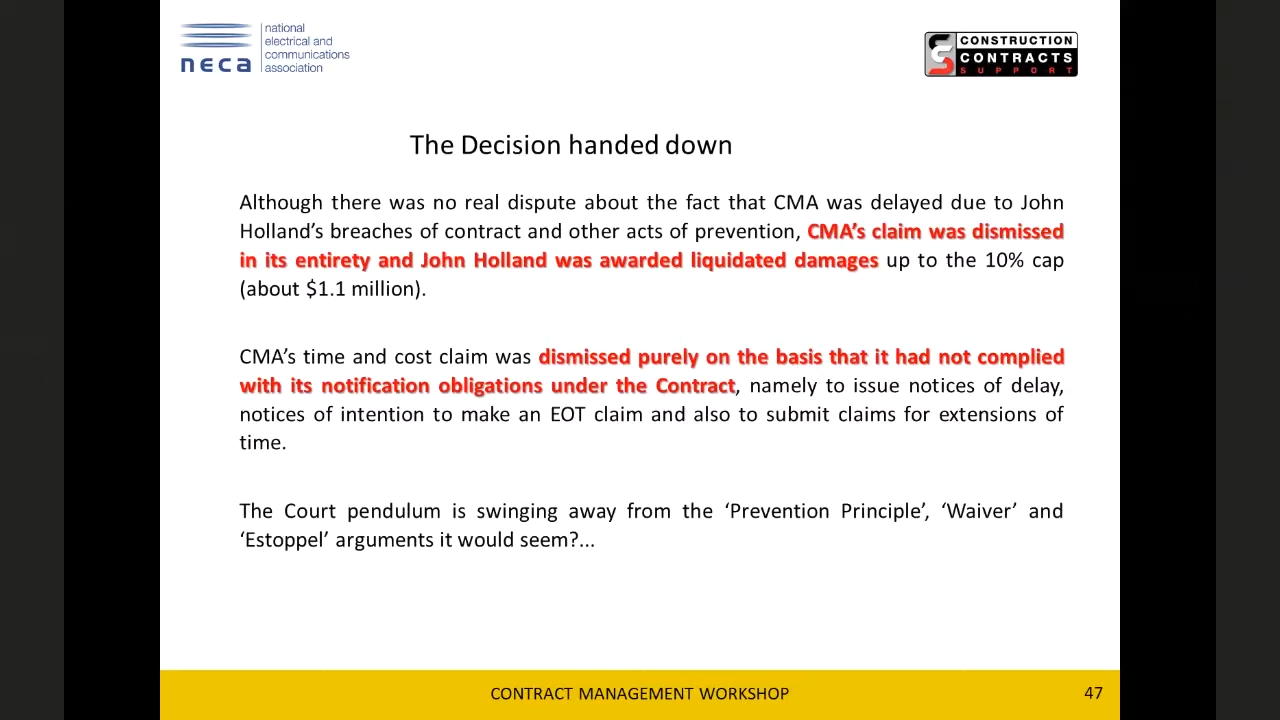 national
electrical and
communications
association
neca
CONSTRUCTION
CONTRACTS
SUPPORT
The Decision handed down
Although there was no real dispute about the fact that CMA was delayed due to John
Holland’s breaches of contract and other acts of prevention, CMA’s claim was dismissed
in its entirety and John Holland was awarded liquidated damages up to the 10% cap
(about $1.1 million).
CMA’s time and cost claim was dismissed purely on the basis that it had not complied
with its notification obligations under the Contract, namely to issue notices of delay,
notices of intention to make an EOT claim and also to submit claims for extensions of
time.
The Court pendulum is swinging away from the ‘Prevention Principle’, ‘Waiver’ and
‘Estoppel’ arguments it would seem?...
CONTRACT MANAGEMENT WORKSHOP
47